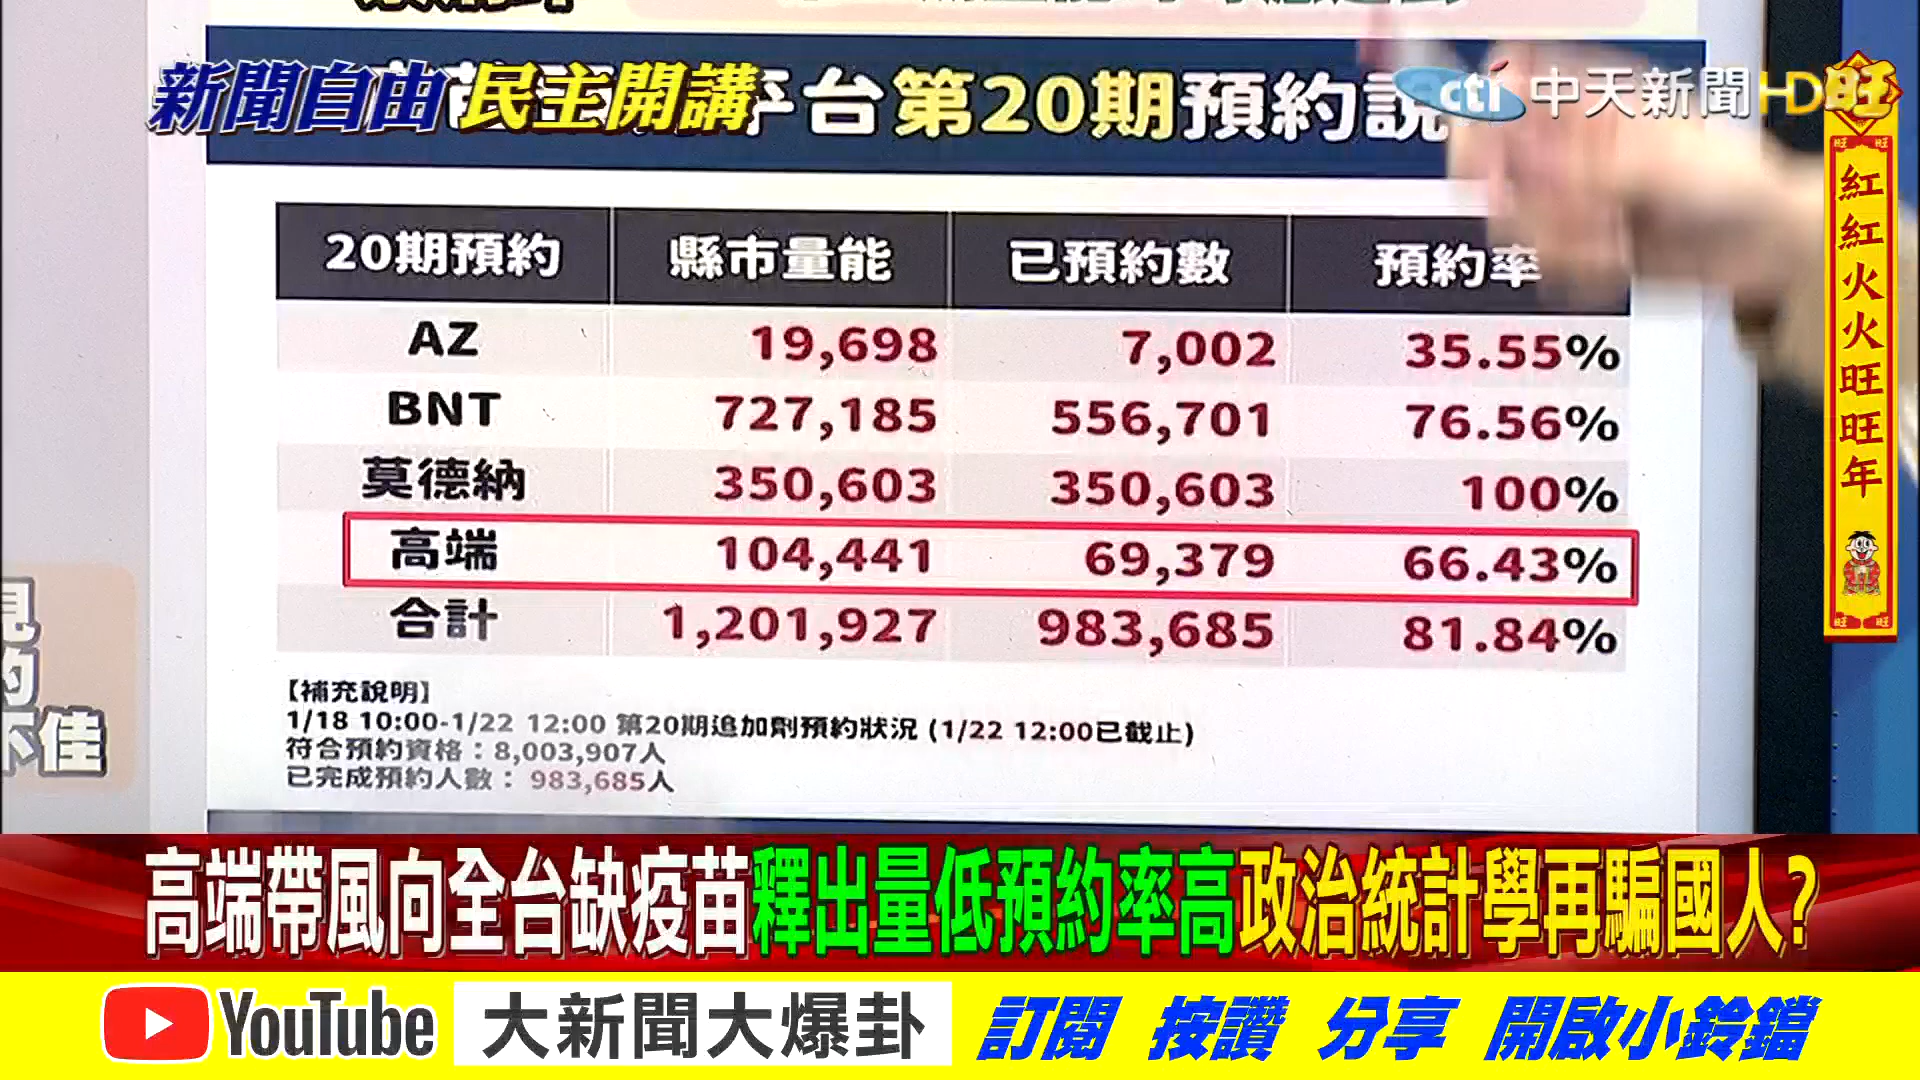 新聞自由 民主開講
平台第20期預約說
cti 中天新聞HD
旺
紅紅火火旺旺年
20期預約 縣市量能 已預約數 預約率
AZ 19,698 7,002 35.55%
BNT 727,185 556,701 76.56%
莫德納 350,603 350,603 100%
高端 104,441 69,379 66.43%
合計 1,201,927 983,685 81.84%
【補充說明】
1/18 10:00-1/22 12:00 第20期追加劑預約狀況 (1/22 12:00已截止)
符合預約資格：8,003,907人
已完成預約人數： 983,685人
見
的
不佳
高端帶風向全台缺疫苗釋出量低預約率高政治統計學再騙國人?
YouTube 大新聞大爆卦 訂閱 按讚 分享 開啟小鈴鐺